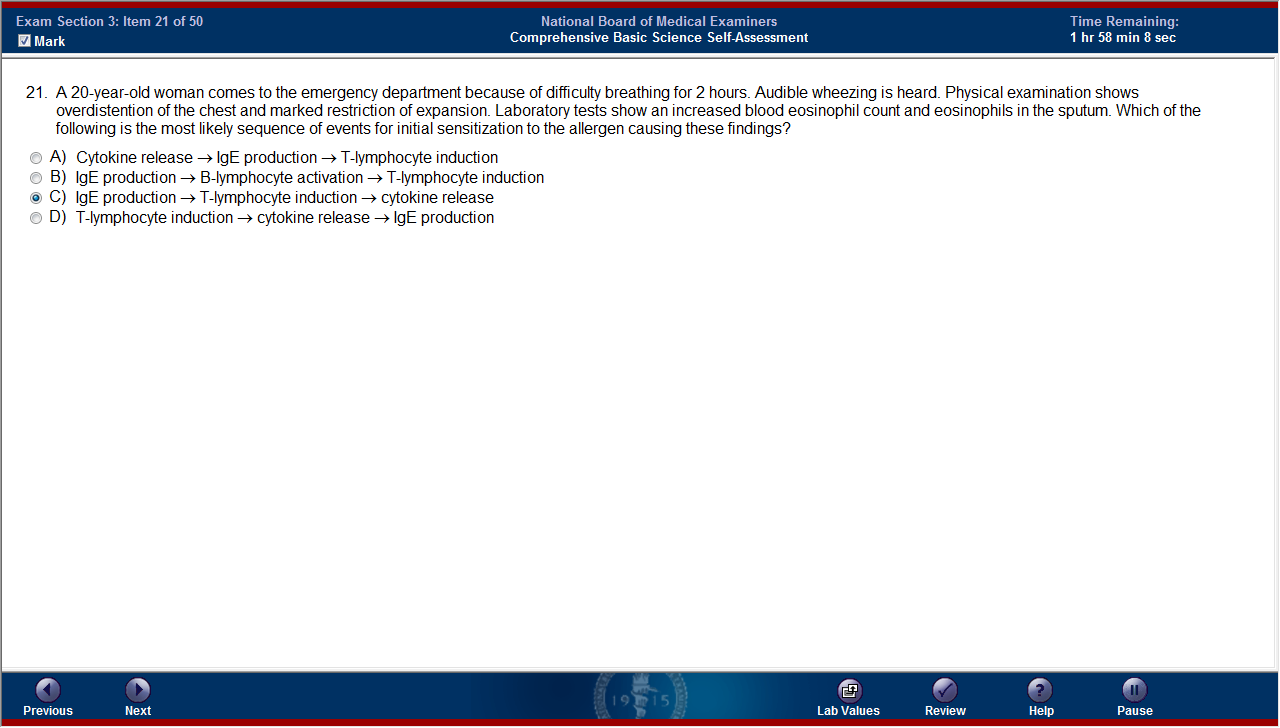 Exam Section 3: Item 21 of 50
National Board of Medical Examiners
Time Remaining:
Mark
Comprehensive Basic Science Self-Assessment
1 hr 58 min 8 sec
21. A 20-year-old woman comes to the emergency department because of difficulty breathing for 2 hours. Audible wheezing is heard. Physical examination shows
overdistention of the chest and marked restriction of expansion. Laboratory tests show an increased blood eosinophil count and eosinophils in the sputum. Which of the
following is the most likely sequence of events for initial sensitization to the allergen causing these findings?
A) Cytokine release → IgE production → T-lymphocyte induction
B) IgE production → B-lymphocyte activation → T-lymphocyte induction
C) IgE production → T-lymphocyte induction → cytokine release
D) T-lymphocyte induction → cytokine release → IgE production
19 15
Previous
Next
Lab Values
Review
Help
Pause